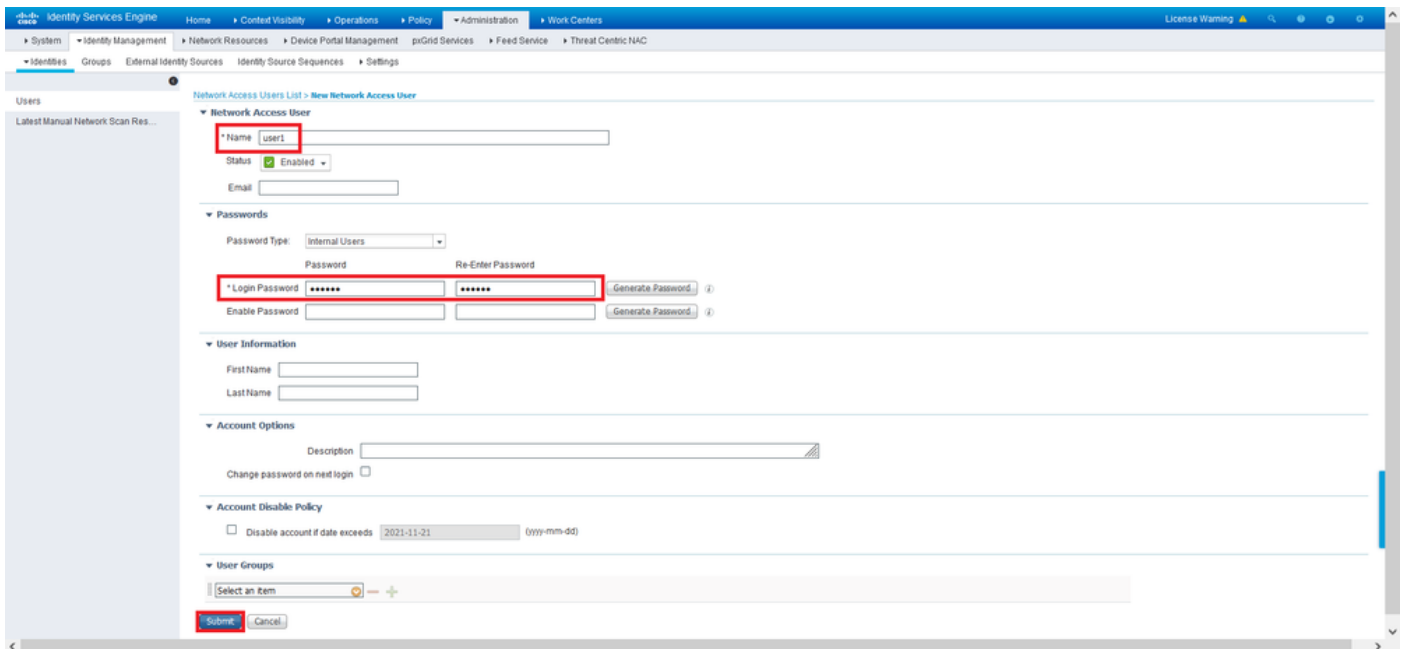 cisco Identity Services Engine Home Context Visibility Operations Policy Administration Work Centers License Warning
System Identity Management Network Resources Device Portal Management pxGrid Services Feed Service Threat Centric NAC
Identities Groups External Identity Sources Identity Source Sequences Settings
Network Access Users List > New Network Access User
Users
Latest Manual Network Scan Res...
Network Access User
* Name user1
Status Enabled
Email
Passwords
Password Type: Internal Users
Password Re-Enter Password
* Login Password •••••• •••••• Generate Password i
Enable Password Generate Password i
User Information
First Name
Last Name
Account Options
Description
Change password on next login
Account Disable Policy
Disable account if date exceeds 2021-11-21 (yyyy-mm-dd)
User Groups
Select an item
Submit Cancel